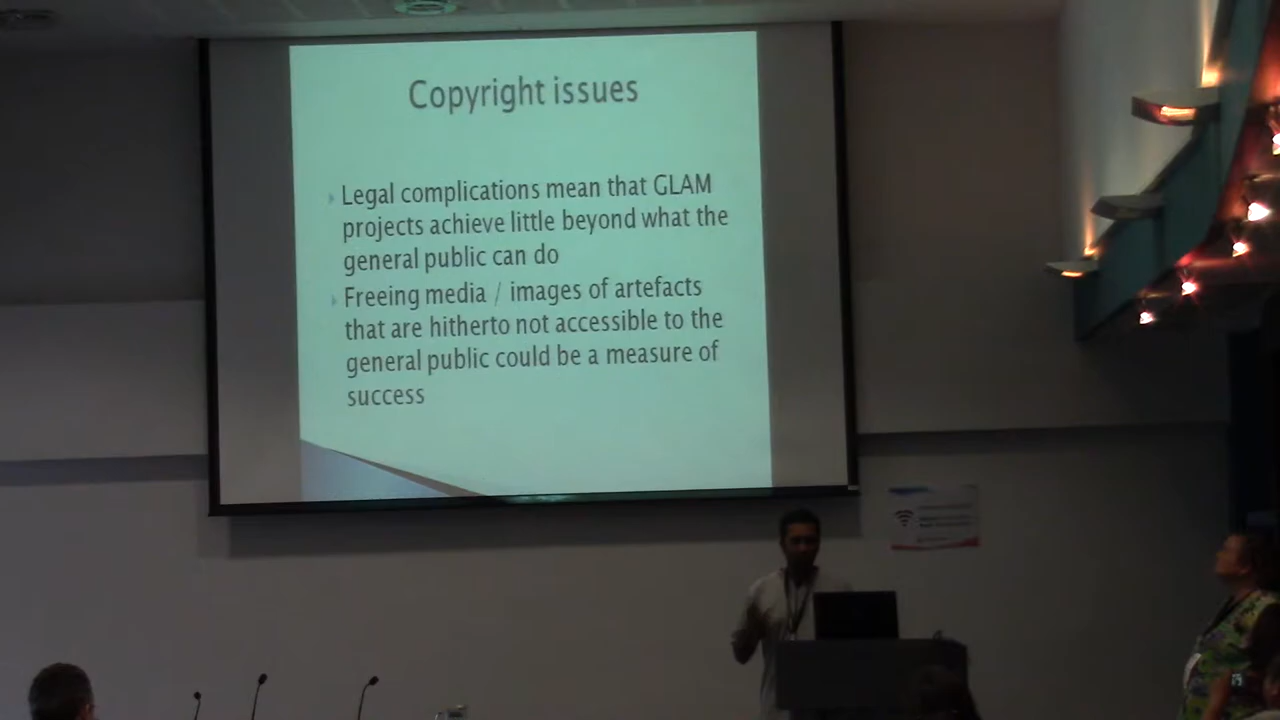 Copyright issues
Legal complications mean that GLAM
projects achieve little beyond what the
general public can do
Freeing media / images of artefacts
that are hitherto not accessible to the
general public could be a measure of
success